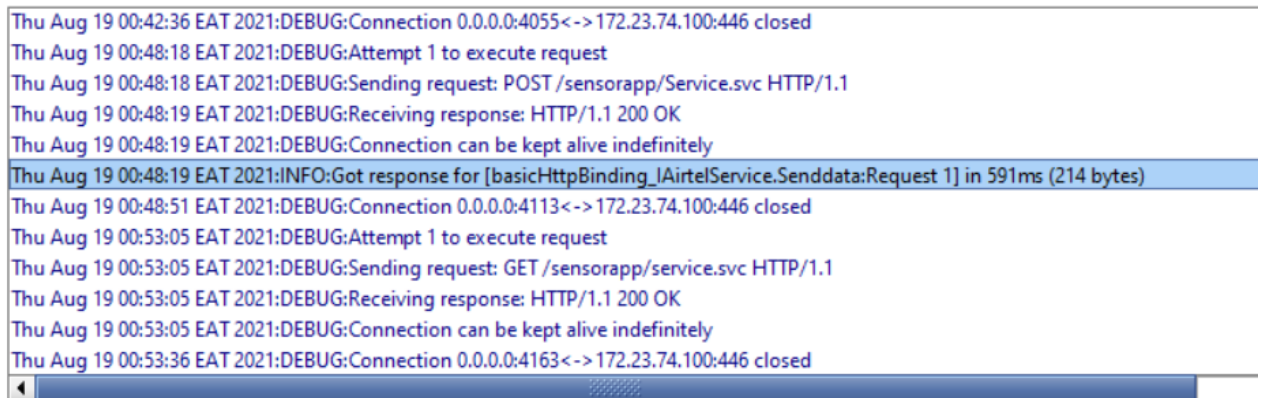 Thu Aug 19 00:42:36 EAT 2021:DEBUG:Connection 0.0.0.0:4055<->172.23.74.100:446 closed
Thu Aug 19 00:48:18 EAT 2021:DEBUG:Attempt 1 to execute request
Thu Aug 19 00:48:18 EAT 2021:DEBUG:Sending request: POST /sensorapp/Service.svc HTTP/1.1
Thu Aug 19 00:48:19 EAT 2021:DEBUG:Receiving response: HTTP/1.1 200 OK
Thu Aug 19 00:48:19 EAT 2021:DEBUG:Connection can be kept alive indefinitely
Thu Aug 19 00:48:19 EAT 2021:INFO:Got response for [basicHttpBinding_IAirtelService.Senddata:Request 1] in 591ms (214 bytes)
Thu Aug 19 00:48:51 EAT 2021:DEBUG:Connection 0.0.0.0:4113<->172.23.74.100:446 closed
Thu Aug 19 00:53:05 EAT 2021:DEBUG:Attempt 1 to execute request
Thu Aug 19 00:53:05 EAT 2021:DEBUG:Sending request: GET /sensorapp/service.svc HTTP/1.1
Thu Aug 19 00:53:05 EAT 2021:DEBUG:Receiving response: HTTP/1.1 200 OK
Thu Aug 19 00:53:05 EAT 2021:DEBUG:Connection can be kept alive indefinitely
Thu Aug 19 00:53:36 EAT 2021:DEBUG:Connection 0.0.0.0:4163<->172.23.74.100:446 closed